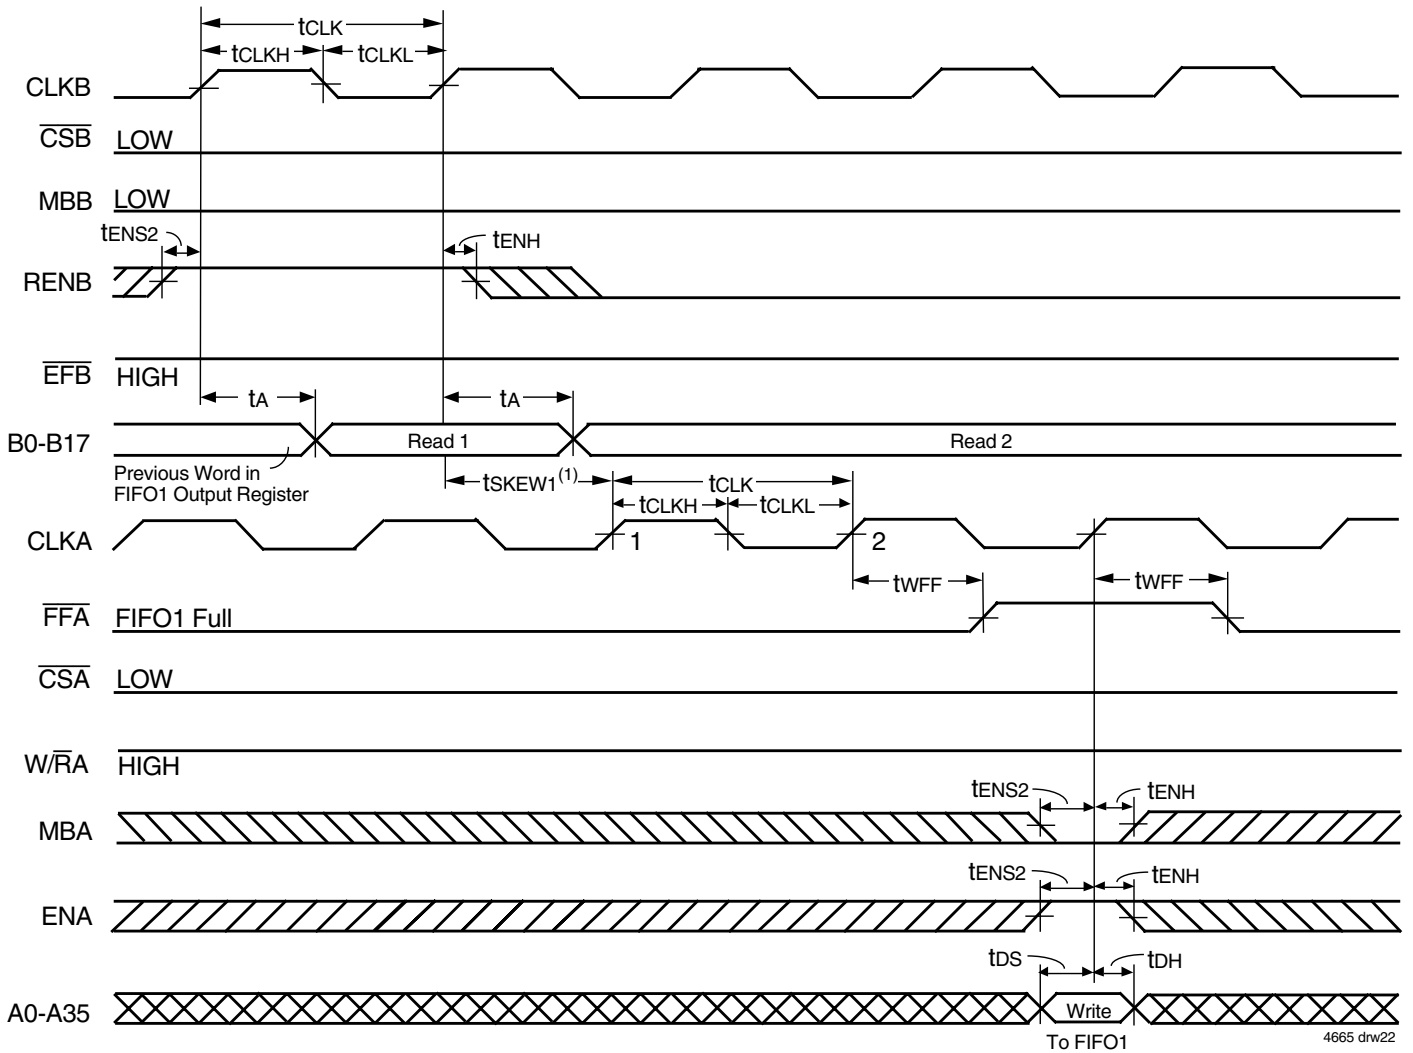 tCLK
tCLKH
tCLKL
CLKB
CSB LOW
MBB LOW
tENS2
tENH
RENB
EFB HIGH
tA
tA
B0-B17
Read 1
Read 2
Previous Word in
FIFO1 Output Register
tSKEW1(1)
tCLK
tCLKH
tCLKL
CLKA
1
2
tWFF
tWFF
FFA FIFO1 Full
CSA LOW
W/RA HIGH
tENS2
tENH
MBA
tENS2
tENH
ENA
tDS
tDH
A0-A35
Write
To FIFO1
4665 drw22